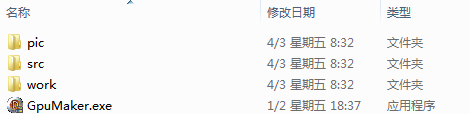 名称 修改日期 类型
pic 4/3 星期五 8:32 文件夹
src 4/3 星期五 8:32 文件夹
work 4/3 星期五 8:32 文件夹
GpuMaker.exe 1/2 星期五 18:37 应用程序